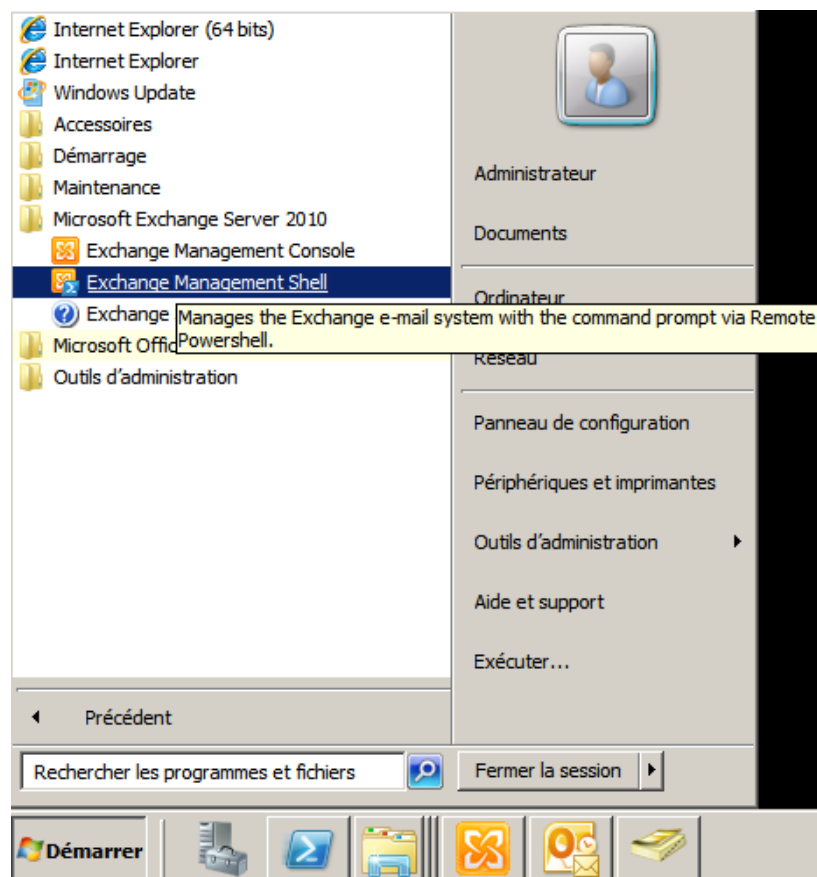 Internet Explorer (64 bits)
Internet Explorer
Windows Update
Accessoires
Démarrage
Maintenance
Microsoft Exchange Server 2010
Exchange Management Console
Exchange Management Shell
Exchange
Manages the Exchange e-mail system with the command prompt via Remote
Powershell.
Microsoft Offic
Outils d'administration
Précédent
Rechercher les programmes et fichiers
Administrateur
Documents
Ordinateur
Réseau
Panneau de configuration
Périphériques et imprimantes
Outils d'administration
Aide et support
Exécuter...
Fermer la session
Démarrer